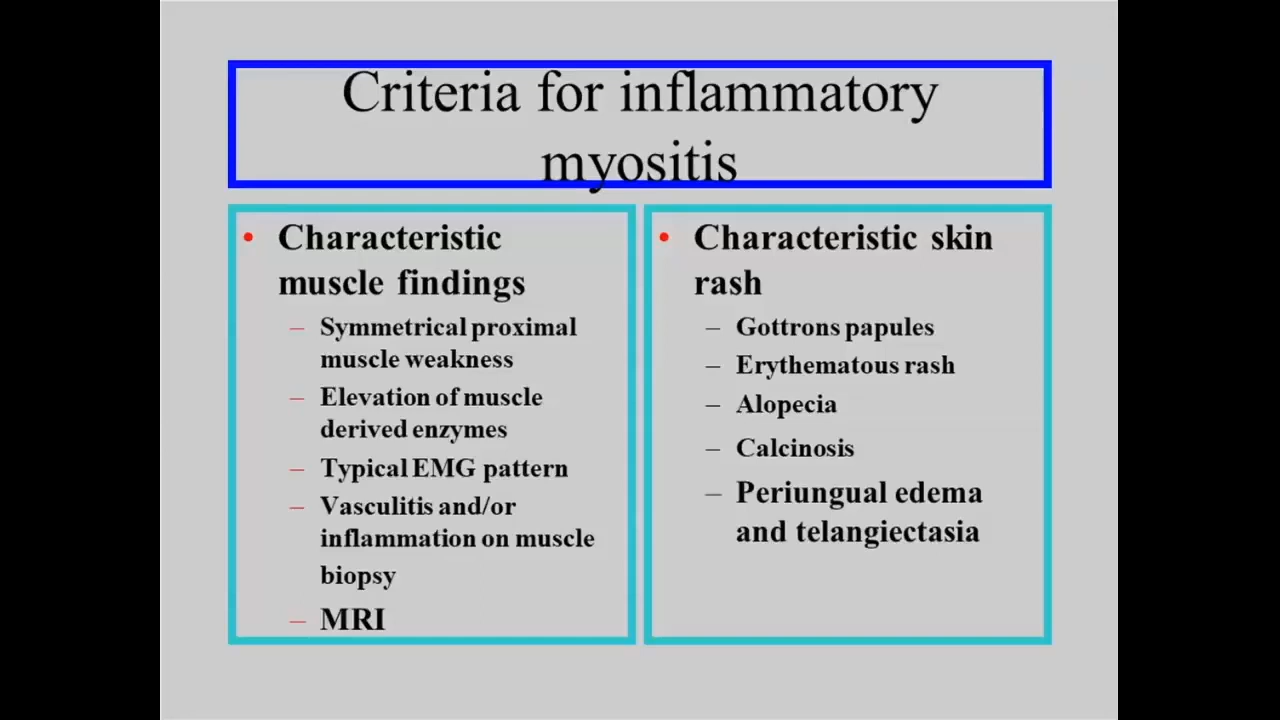 Criteria for inflammatory
myositis
• Characteristic
muscle findings
– Symmetrical proximal
muscle weakness
– Elevation of muscle
derived enzymes
– Typical EMG pattern
– Vasculitis and/or
inflammation on muscle
biopsy
– MRI
• Characteristic skin
rash
– Gottrons papules
– Erythematous rash
– Alopecia
– Calcinosis
– Periungual edema
and telangiectasia